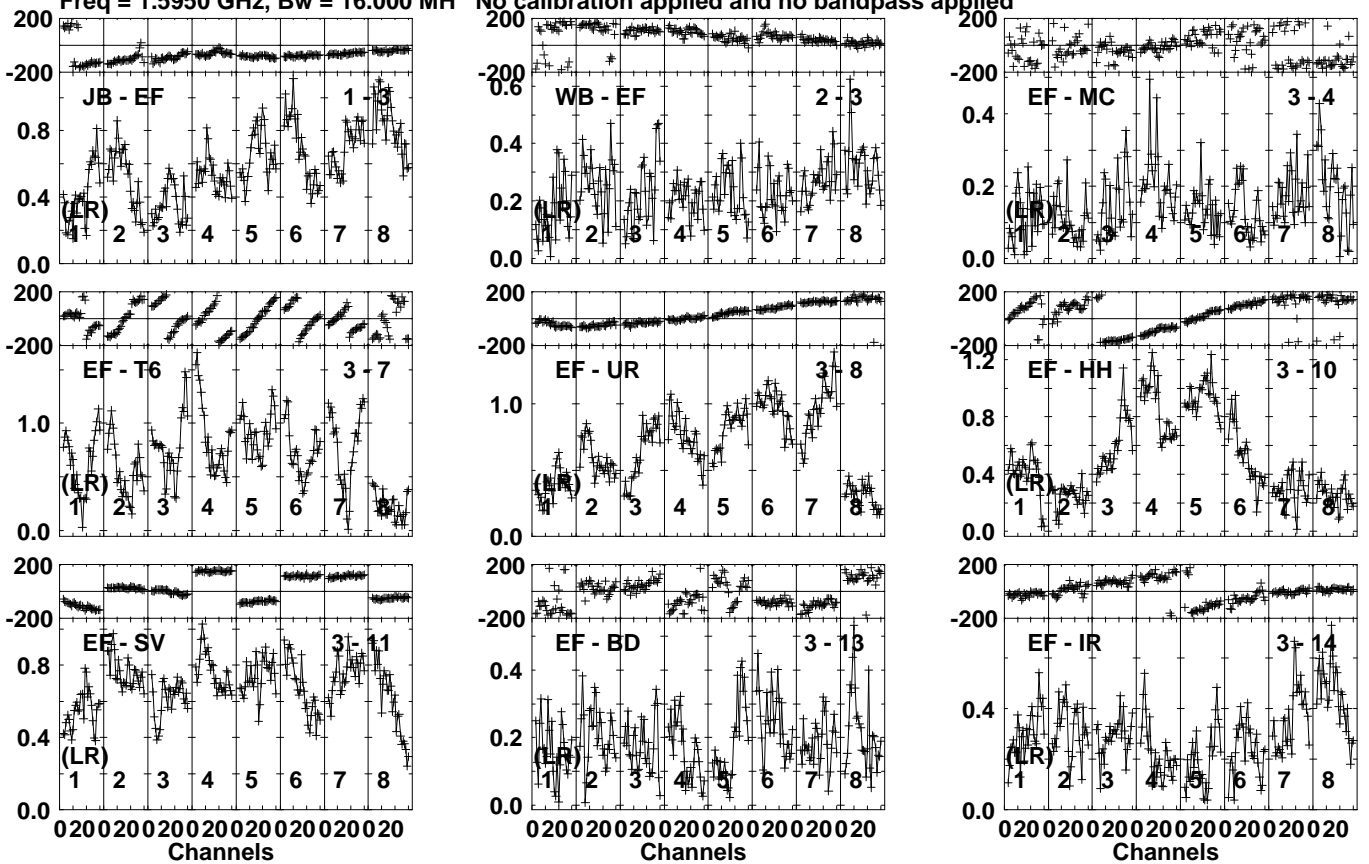 Freq = 1.5950 GHz, Bw = 16.000 MH No calibration applied and no bandpass applied
200 200 200
-200 -200 -200
JB - EF 1 - 3 WB - EF 2 - 3 EF - MC 3 - 4
0.6
0.8 0.4 0.4
0.4 0.2 0.2
(LR) (LR) (LR)
1 2 3 4 5 6 7 8 1 2 3 4 5 6 7 8 1 2 3 4 5 6 7 8
0.0 0.0 0.0
200 200 200
-200 -200 -200
1.2
EF - T6 3 - 7 EF - UR 3 - 8 EF - HH 3 - 10
1.0 1.0 0.8
0.4
(LR) (LR) (LR)
1 2 3 4 5 6 7 8 1 2 3 4 5 6 7 8 1 2 3 4 5 6 7 8
0.0 0.0 0.0
200 200 200
-200 -200 -200
EF - SV 3 - 11 EF - BD 3 - 13 EF - IR 3 - 14
0.8 0.4
0.4 0.2 0.4
(LR) (LR) (LR)
1 2 3 4 5 6 7 8 1 2 3 4 5 6 7 8 1 2 3 4 5 6 7 8
0.0 0.0 0.0
0 20 0 20 0 20 0 20 0 20 0 20 0 20 0 20 0 20 0 20 0 20 0 20 0 20 0 20 0 20 0 20 0 20 0 20 0 20 0 20 0 20 0 20 0 20 0 20
Channels Channels Channels